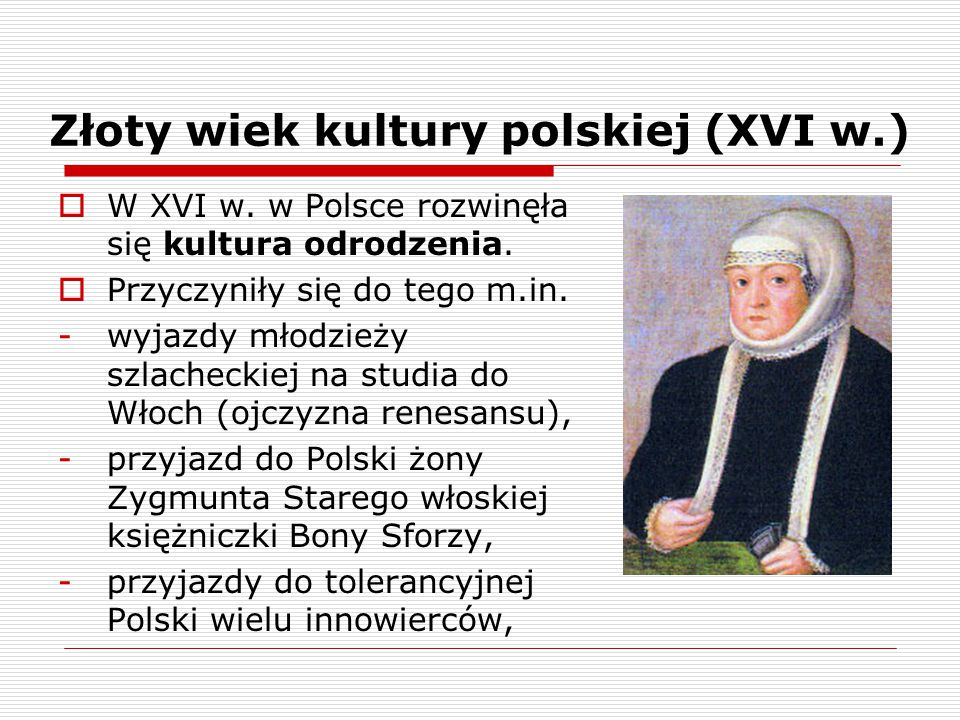 Złoty wiek kultury polskiej (XVI w.)
W XVI w. w Polsce rozwinęła
się kultura odrodzenia.
Przyczyniły się do tego m.in.
- wyjazdy młodzieży
szlacheckiej na studia do
Włoch (ojczyzna renesansu),
- przyjazd do Polski żony
Zygmunta Starego włoskiej
księżniczki Bony Sforzy,
- przyjazdy do tolerancyjnej
Polski wielu innowierców,